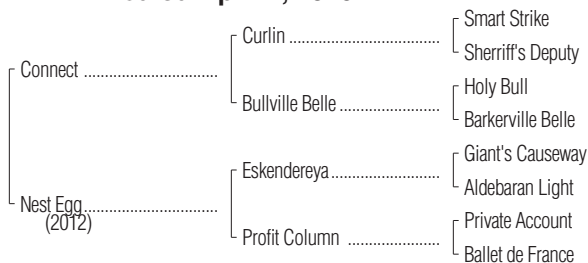 Smart Strike
Curlin
Sherriff's Deputy
Connect
Holy Bull
Bullville Belle
Barkerville Belle
Giant's Causeway
Eskendereya
Aldebaran Light
Nest Egg
(2012)
Private Account
Profit Column
Ballet de France